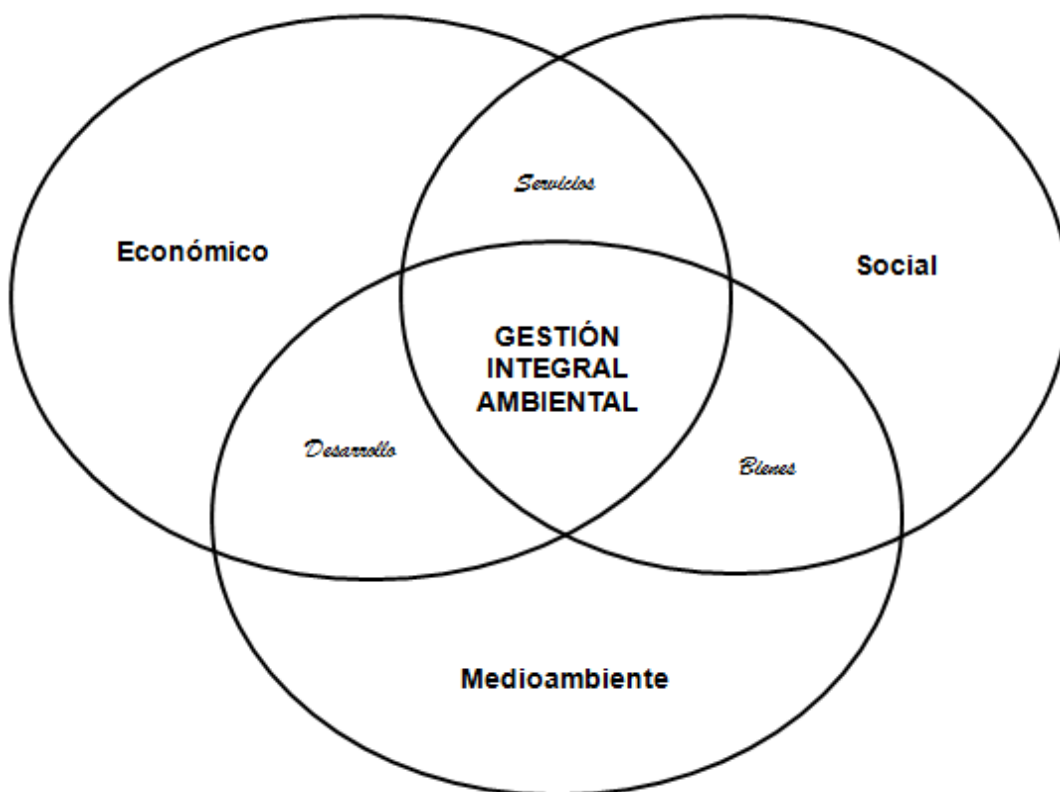 Servicios
Económico
Social
GESTIÓN
INTEGRAL
AMBIENTAL
Desarrollo
Bienes
Medioambiente